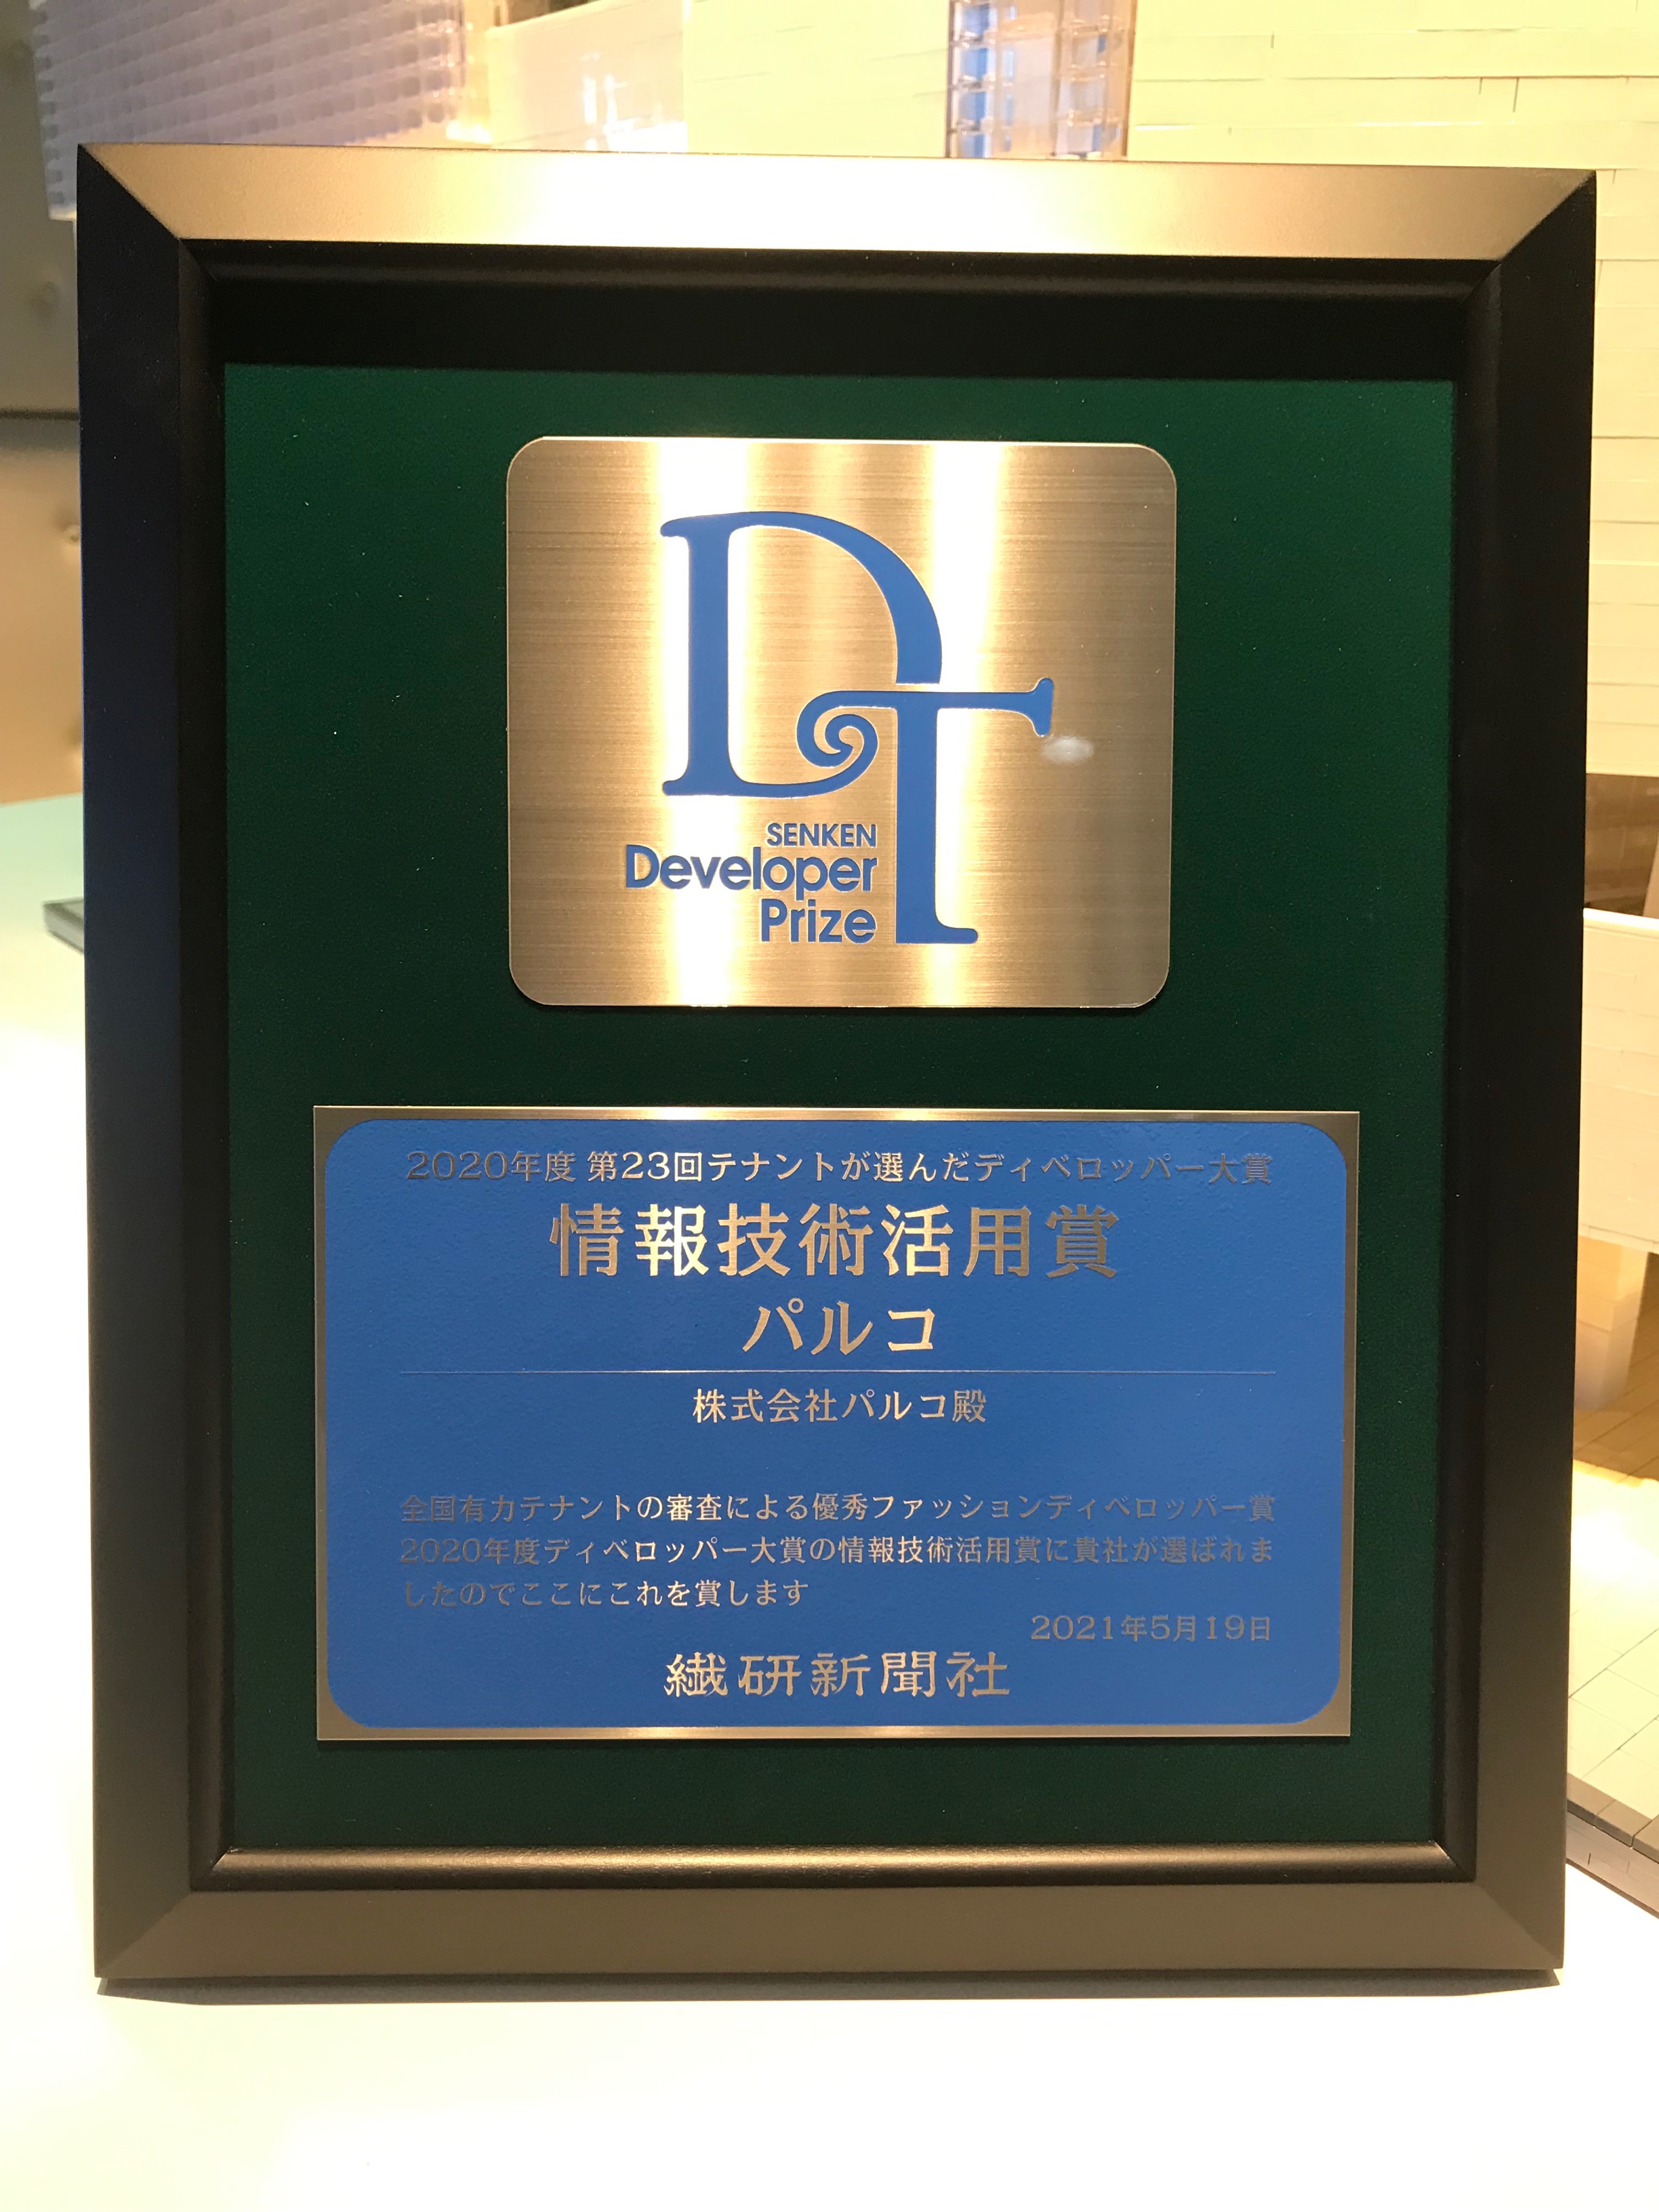 DT
SENKEN
Developer
Prize
2020年度 第23回テナントが選んだディベロッパー大賞
情報技術活用賞
パルコ
株式会社パルコ殿
全国有力テナントの審査による優秀ファッションディベロッパー賞
2020年度ディベロッパー大賞の情報技術活用賞に貴社が選ばれま
したのでここにこれを賞します
2021年5月19日
繊研新聞社